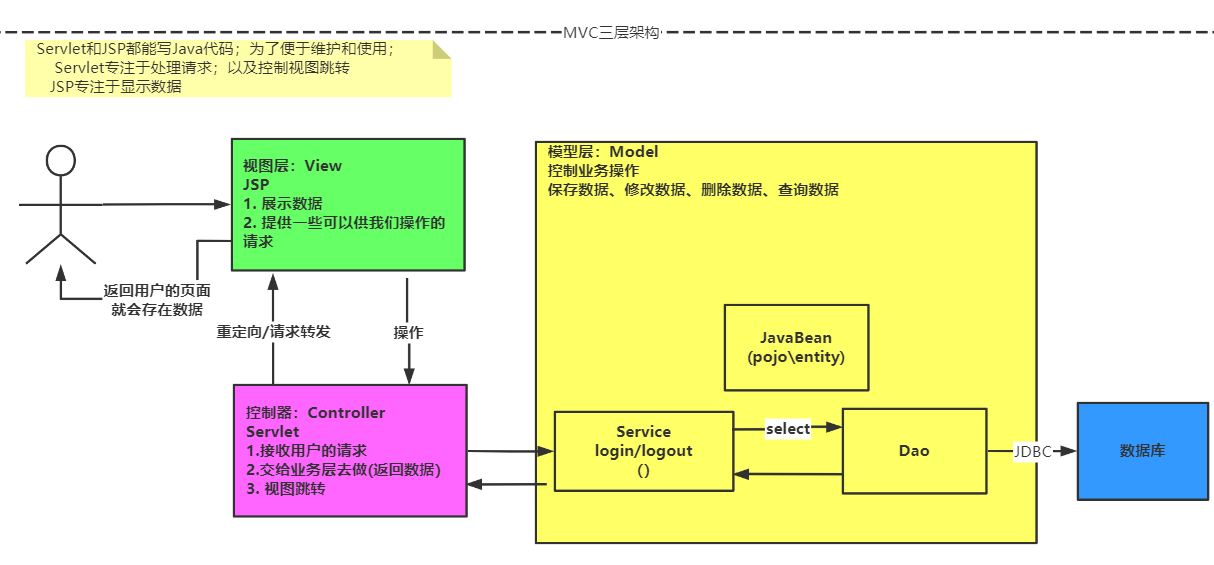 MVC三层架构
Servlet和JSP都能写Java代码；为了便于维护和使用；
Servlet专注于处理请求；以及控制视图跳转
JSP专注于显示数据
视图层：View
JSP
1. 展示数据
2. 提供一些可以供我们操作的
请求
返回用户的页面
就会存在数据
重定向/请求转发
操作
控制器：Controller
Servlet
1.接收用户的请求
2.交给业务层去做(返回数据)
3. 视图跳转
模型层：Model
控制业务操作
保存数据、修改数据、删除数据、查询数据
JavaBean
(pojo\entity)
Service
login/logout
()
select
Dao
JDBC
数据库